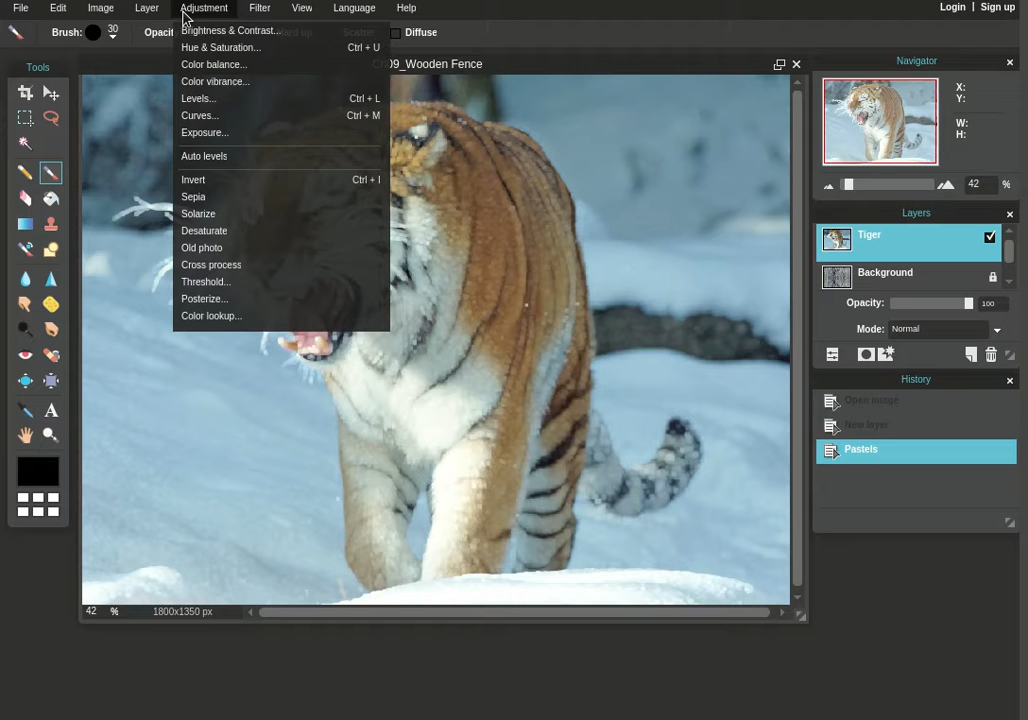 File Edit Image Layer Adjustment Filter View Language Help Login | Sign up
Brush: 30 Diffuse
Brightness & Contrast...
Hue & Saturation... Ctrl + U
Color balance...
Color vibrance...
Levels... Ctrl + L
Curves... Ctrl + M
Exposure...
Auto levels
Invert Ctrl + I
Sepia
Solarize
Desaturate
Old photo
Cross process
Threshold...
Posterize...
Color lookup...
Tools
09_Wooden Fence
42 % 1800x1350 px
Navigator
X:
Y:
W:
H:
42 %
Layers
Tiger
Background
Opacity: 100
Mode: Normal
History
Open image
New layer
Pastels